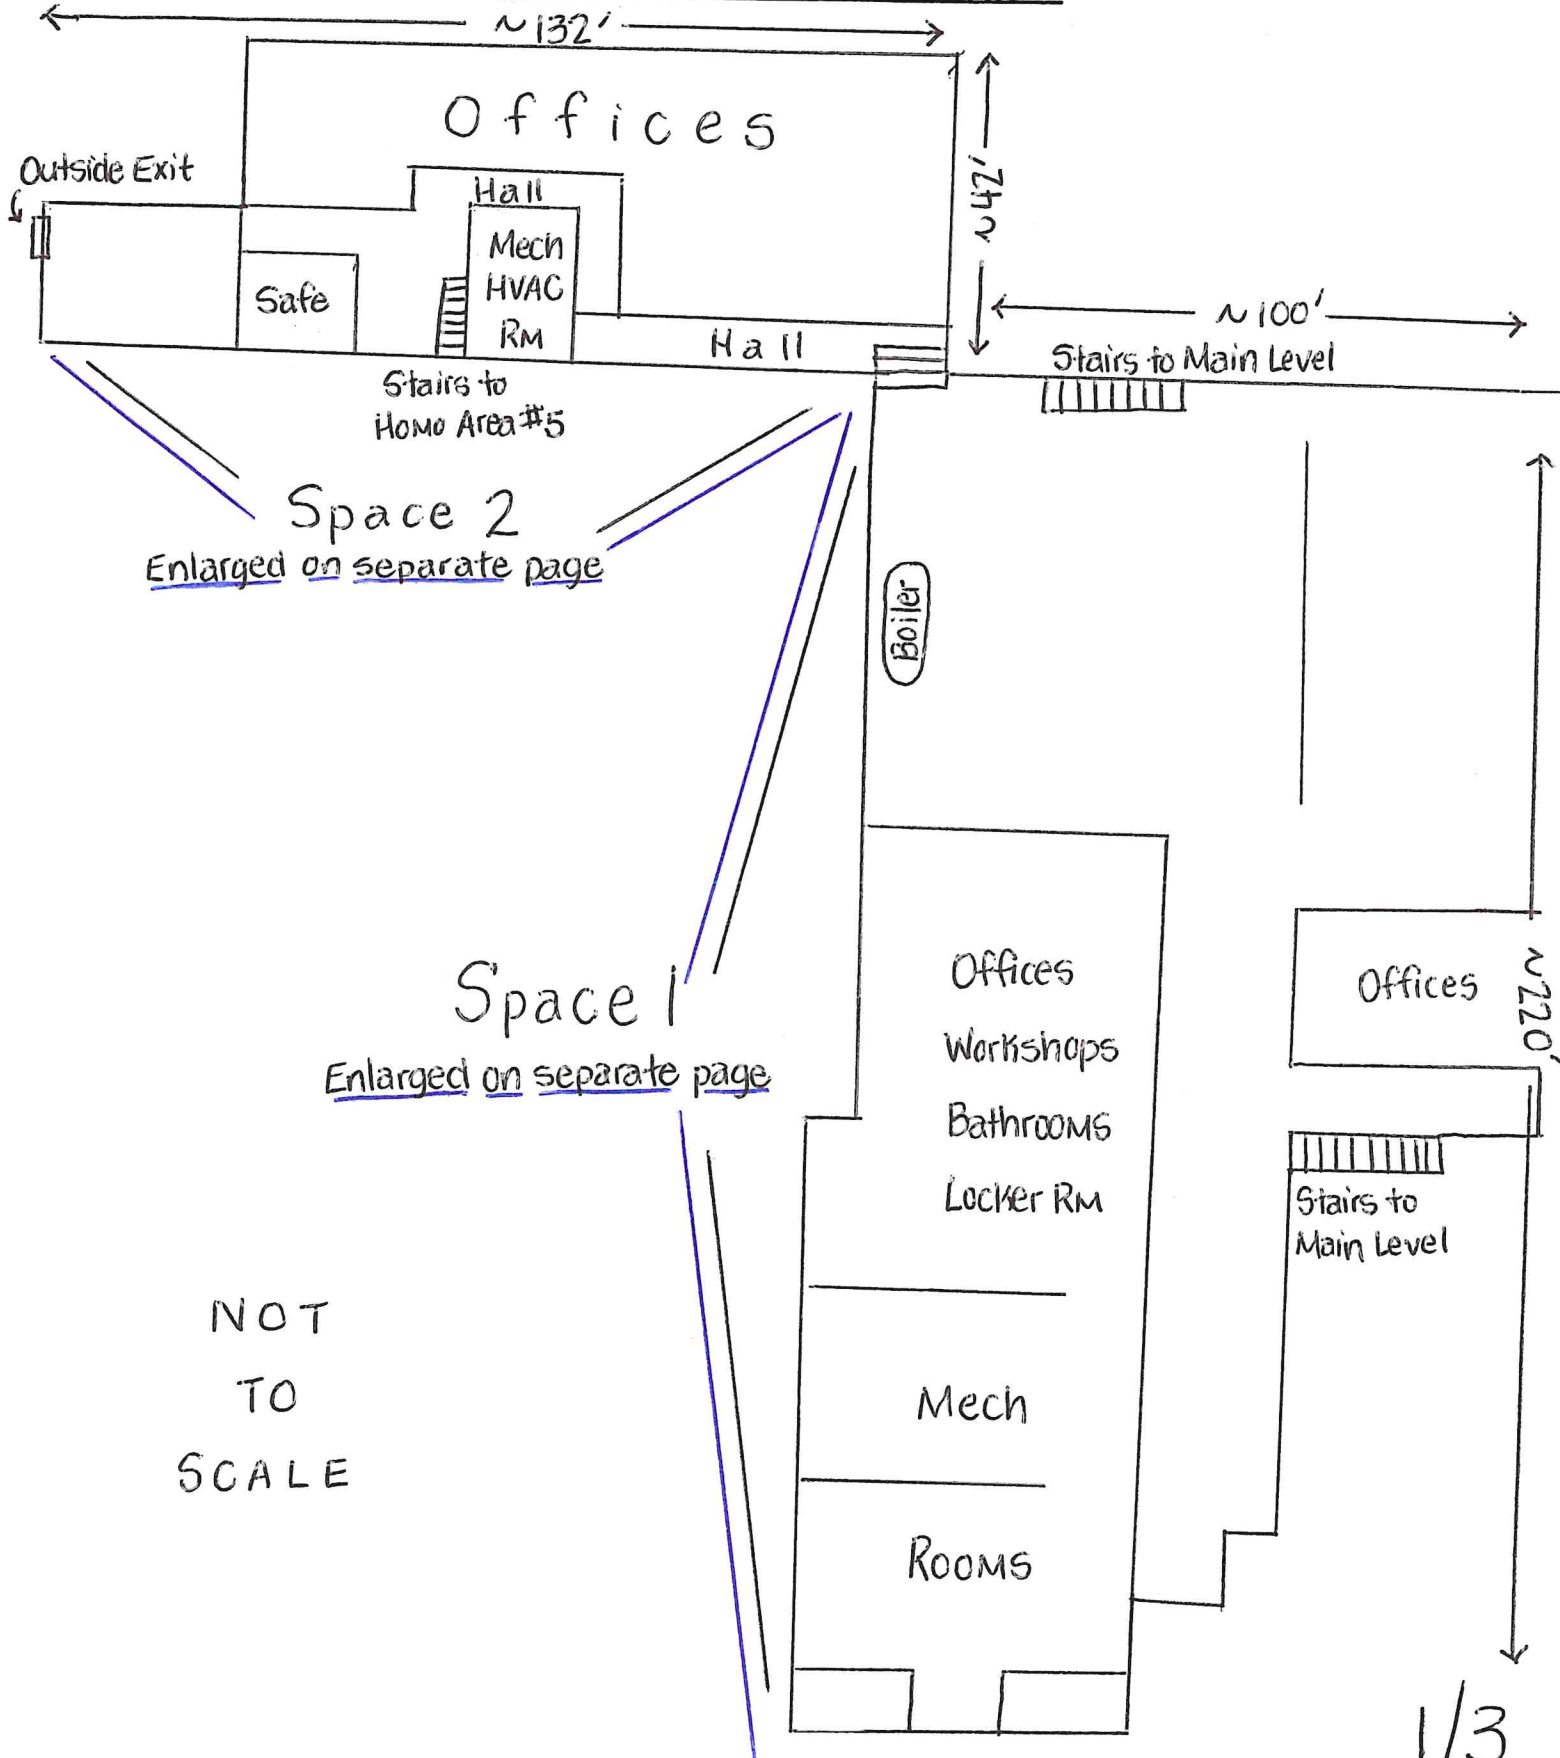 ~132'
Offices
Outside Exit
~42'
Hall
Mech
HVAC
RM
Safe
Hall
~100'
Stairs to Main Level
Stairs to
Homo Area #5
Space 2
Enlarged on separate page
Boiler
Space 1
Enlarged on separate page
Offices
Workshops
Bathrooms
Locker RM
Offices
~220'
Stairs to
Main Level
NOT
TO
SCALE
Mech
Rooms
1/3